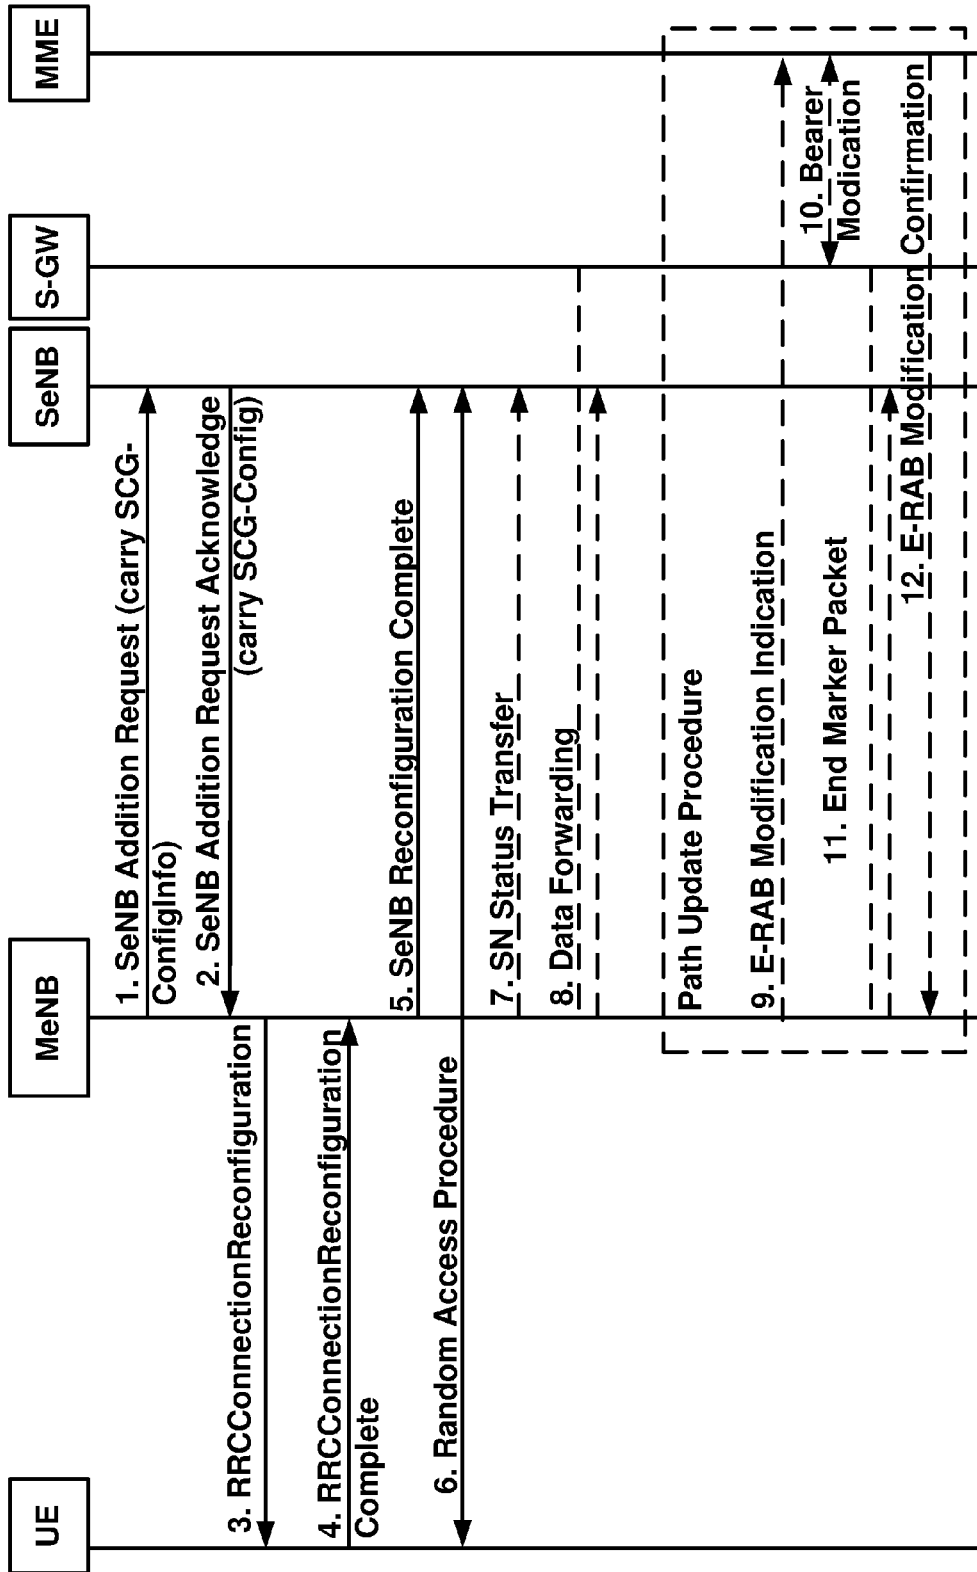 UE
MeNB
SeNB
S-GW
MME
1. SeNB Addition Request (carry SCG-
ConfigInfo)
2. SeNB Addition Request Acknowledge
(carry SCG-Config)
3. RRCConnectionReconfiguration
4. RRCConnectionReconfiguration
Complete
5. SeNB Reconfiguration Complete
6. Random Access Procedure
7. SN Status Transfer
8. Data Forwarding
Path Update Procedure
9. E-RAB Modification Indication
10. Bearer
Modication
11. End Marker Packet
12. E-RAB Modification Confirmation